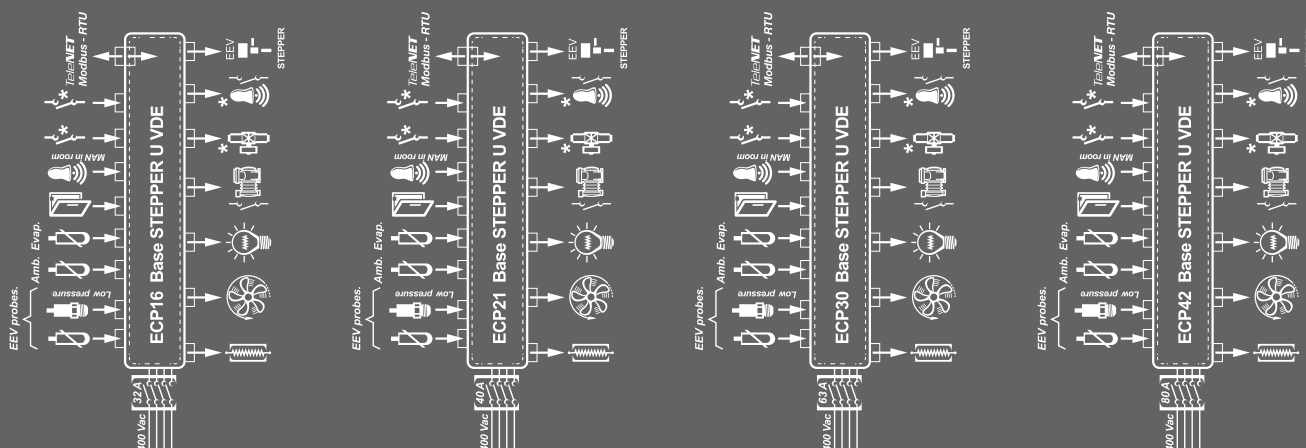 TeleNET
Modbus - RTU
MAN in room
Amb. Evap.
Low pressure
EEV probes.
ECP16 Base STEPPER U VDE
EEV
STEPPER
32 A
400 Vac
TeleNET
Modbus - RTU
MAN in room
Amb. Evap.
Low pressure
EEV probes.
ECP21 Base STEPPER U VDE
EEV
STEPPER
40 A
400 Vac
TeleNET
Modbus - RTU
MAN in room
Amb. Evap.
Low pressure
EEV probes.
ECP30 Base STEPPER U VDE
EEV
STEPPER
63 A
400 Vac
TeleNET
Modbus - RTU
MAN in room
Amb. Evap.
Low pressure
EEV probes.
ECP42 Base STEPPER U VDE
EEV
80 A
400 Vac